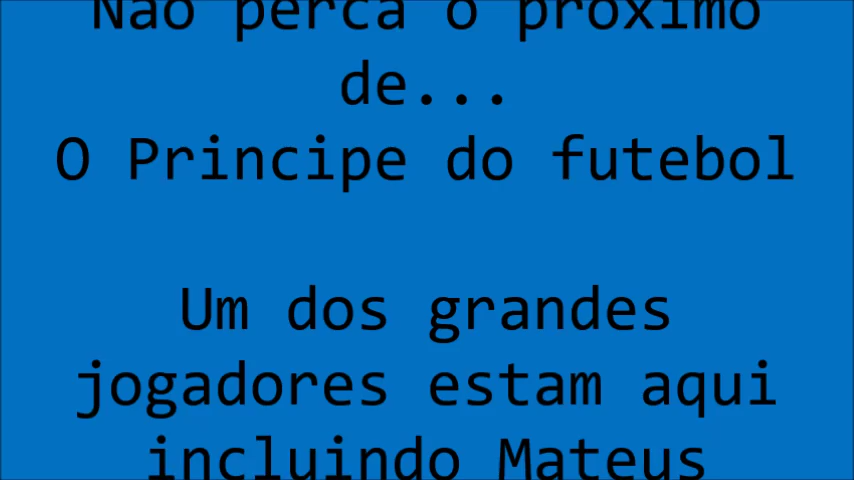 Não perca o próximo
de...
O Principe do futebol
Um dos grandes
jogadores estam aqui
incluindo Mateus